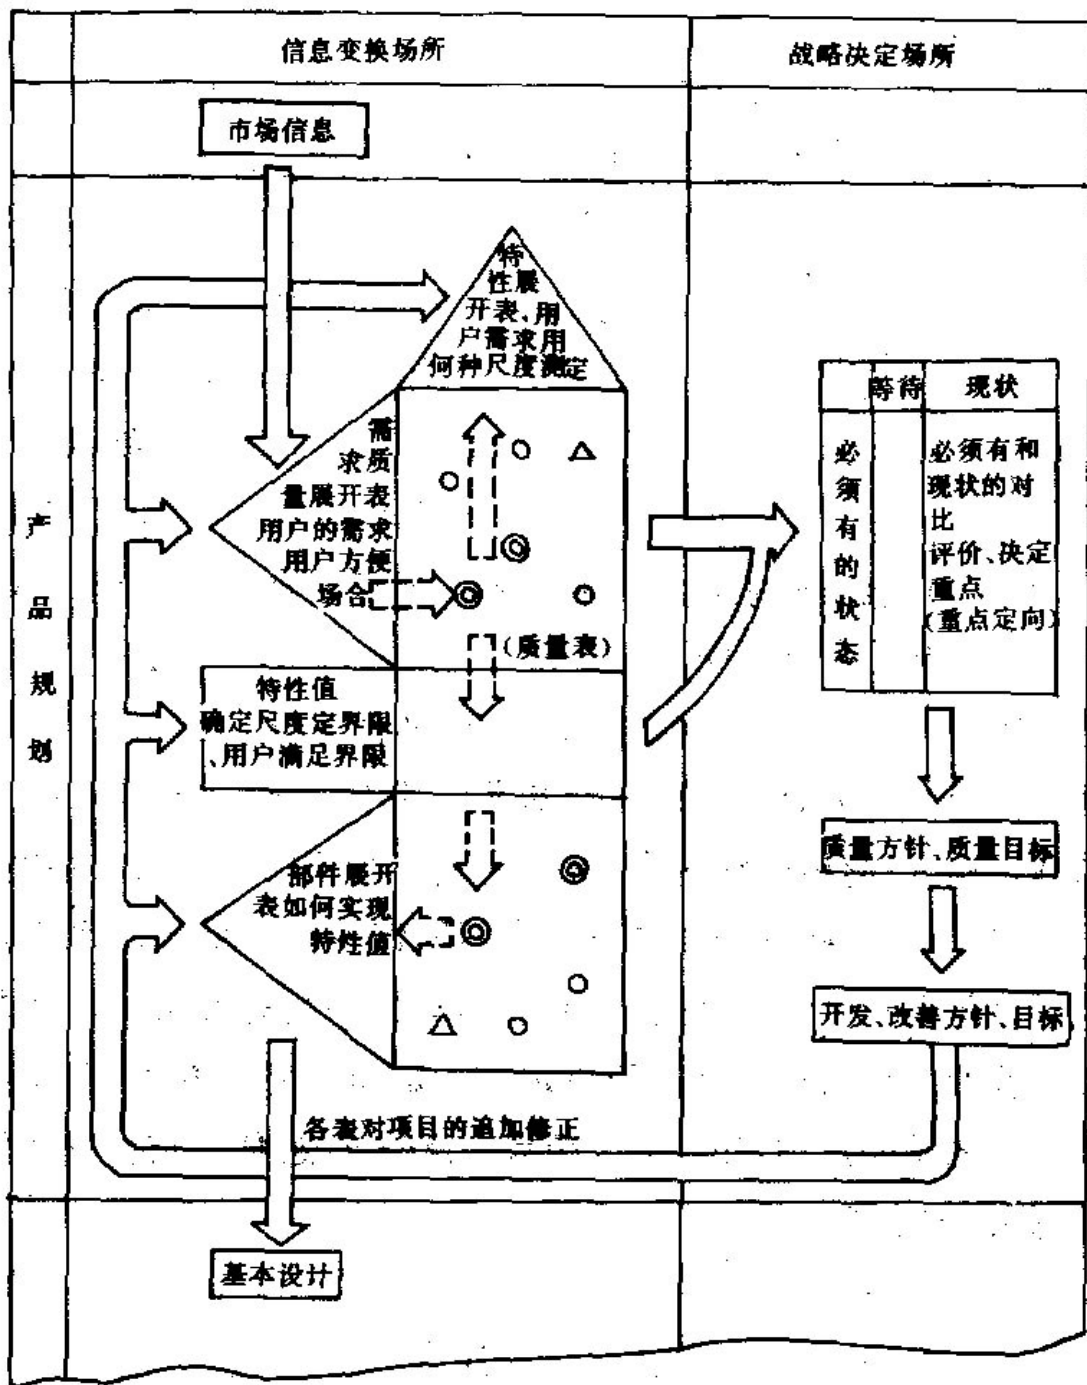 信息变换场所
战略决定场所
市场信息
特
性展
开表、用
户需求用
何种尺度测定
需
求质
量展开表
用户的需求
用户方便
场合
(质量表)
特性值
确定尺度定界限
、用户满足界限
部件展开
表如何实现
特性值
各表对项目的追加修正
基本设计
产品规划
等待
现状
必须有的状态
必须有和
现状的对
比
评价、决定
重点
(重点定向)
质量方针、质量目标
开发、改善方针、目标